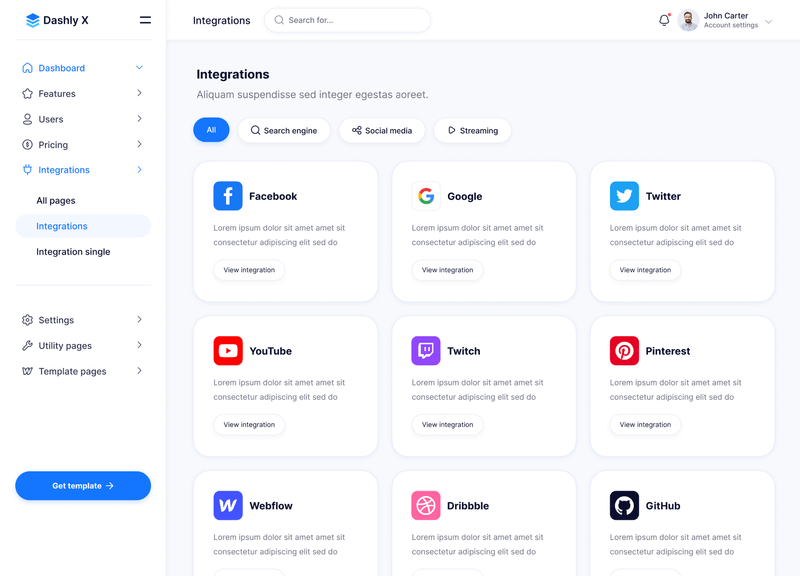 Dashly X
Integrations
Search for...
John Carter
Account settings
Dashboard
Features
Users
Pricing
Integrations
All pages
Integrations
Integration single
Settings
Utility pages
Template pages
Get template
Integrations
Aliquam suspendisse sed integer egestas aoreet.
All
Search engine
Social media
Streaming
Facebook
Lorem ipsum dolor sit amet amet sit
consectetur adipiscing elit sed do
View integration
Google
Lorem ipsum dolor sit amet amet sit
consectetur adipiscing elit sed do
View integration
Twitter
Lorem ipsum dolor sit amet amet sit
consectetur adipiscing elit sed do
View integration
YouTube
Lorem ipsum dolor sit amet amet sit
consectetur adipiscing elit sed do
View integration
Twitch
Lorem ipsum dolor sit amet amet sit
consectetur adipiscing elit sed do
View integration
Pinterest
Lorem ipsum dolor sit amet amet sit
consectetur adipiscing elit sed do
View integration
Webflow
Lorem ipsum dolor sit amet amet sit
consectetur adipiscing elit sed do
Dribbble
Lorem ipsum dolor sit amet amet sit
consectetur adipiscing elit sed do
GitHub
Lorem ipsum dolor sit amet amet sit
consectetur adipiscing elit sed do